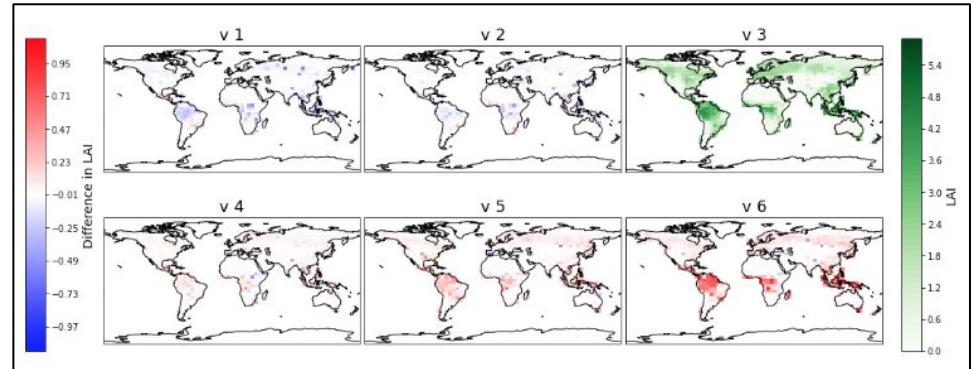 v 1
v 2
v 3
v 4
v 5
v 6
0.95
0.71
0.47
0.23
-0.01
-0.25
-0.49
-0.73
-0.97
Difference in LAI
5.4
4.8
4.2
3.6
3.0
2.4
1.8
1.2
0.6
0.0
LAI